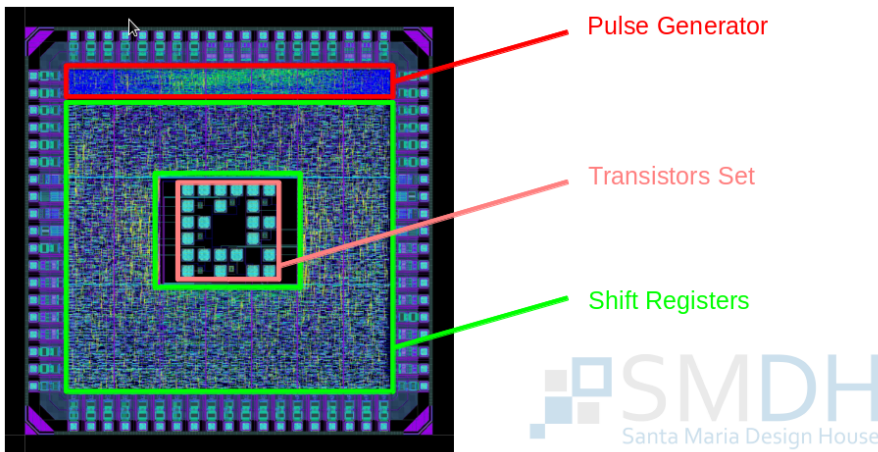 Pulse Generator
Transistors Set
Shift Registers
SMDH
Santa Maria Design House